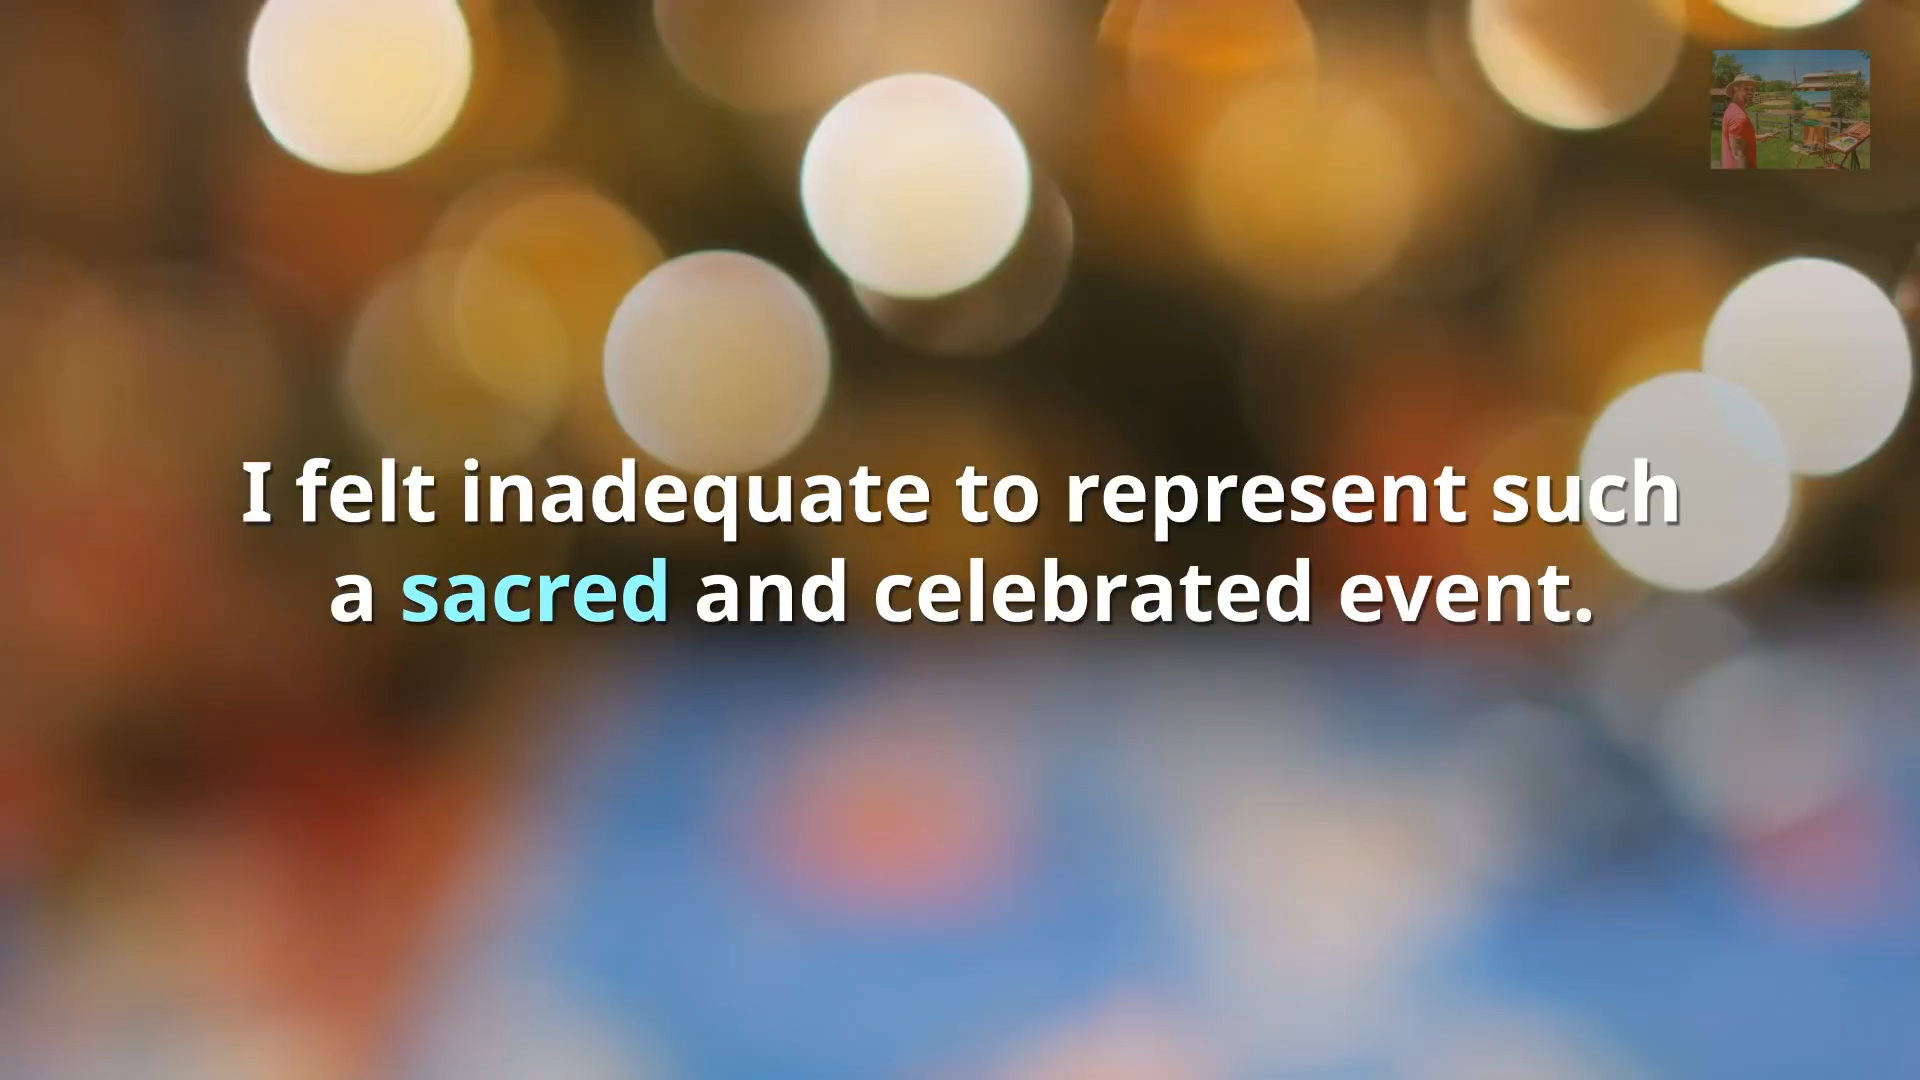 I felt inadequate to represent such
a sacred and celebrated event.